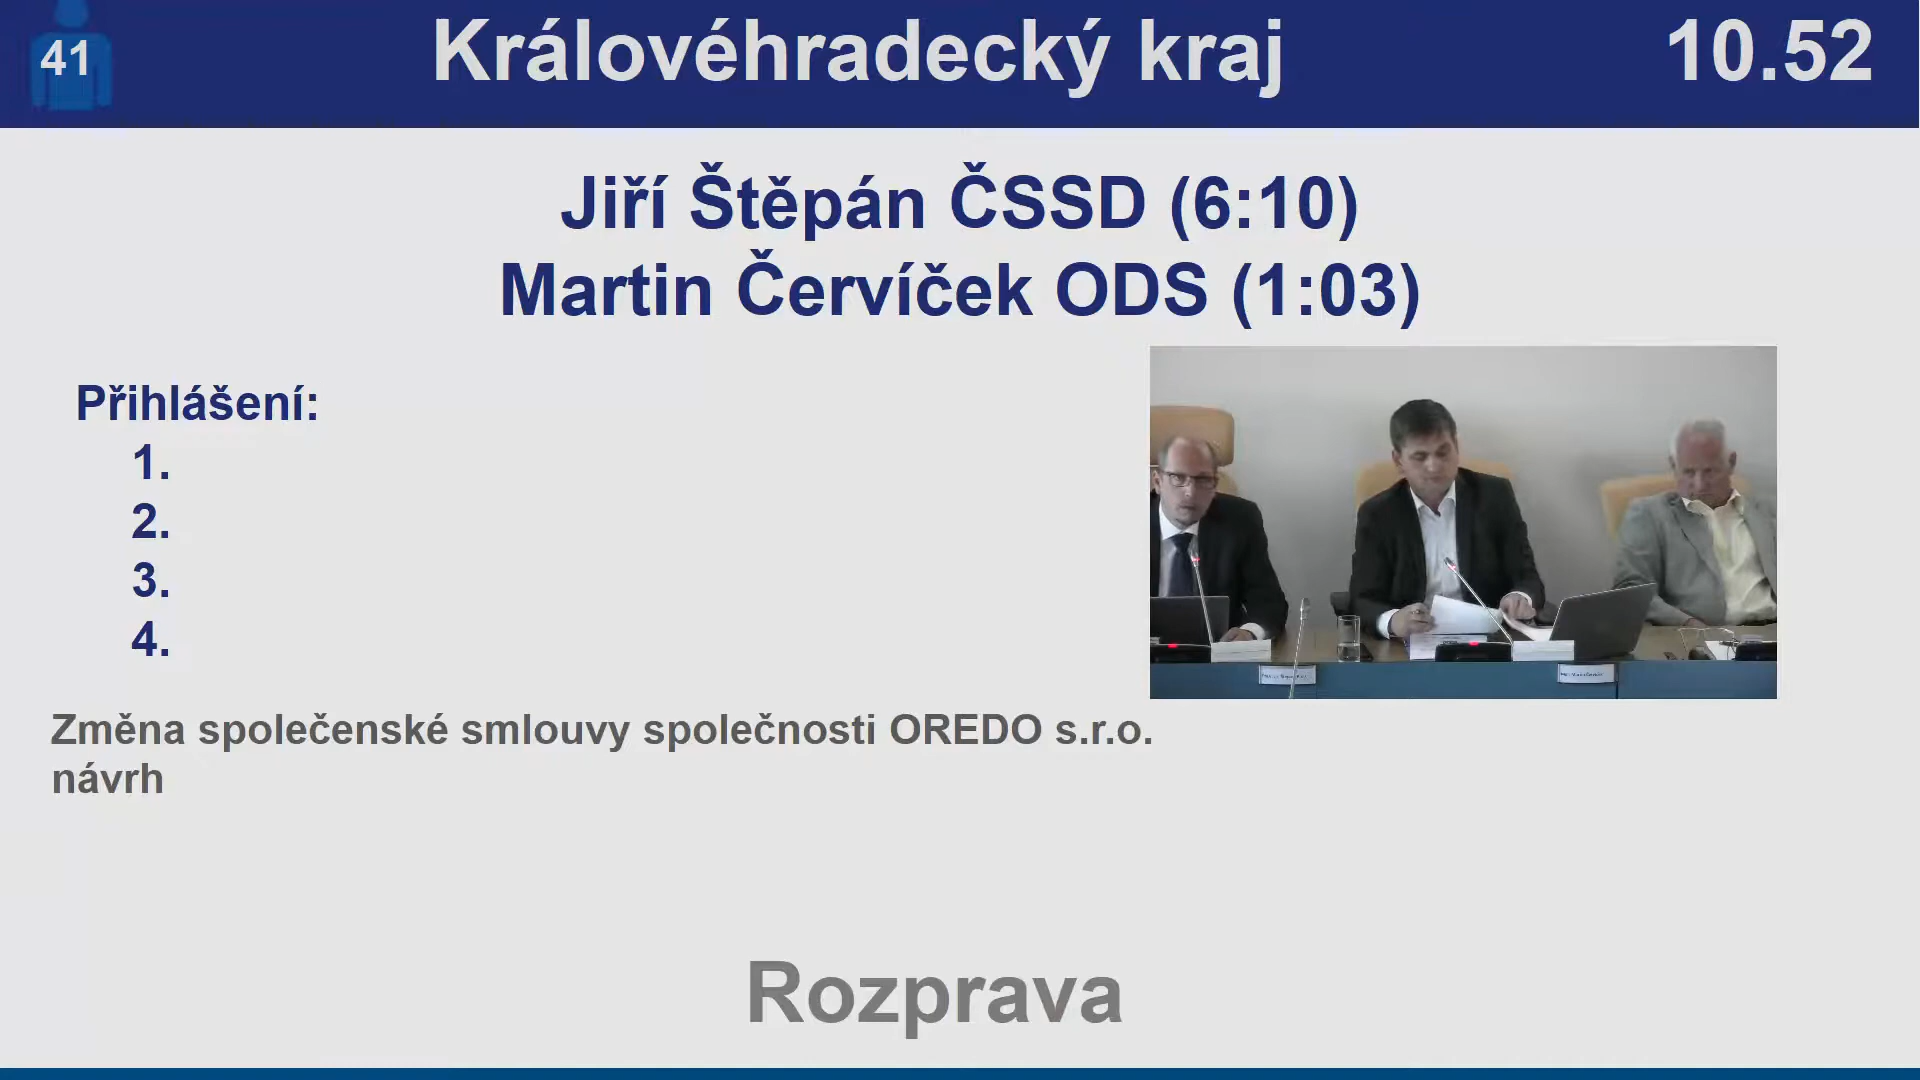 41
Královéhradecký kraj
10.52
Jiří Štěpán ČSSD (6:10)
Martin Červíček ODS (1:03)
Přihlášení:
1.
2.
3.
4.
Změna společenské smlouvy společnosti OREDO s.r.o.
návrh
Rozprava